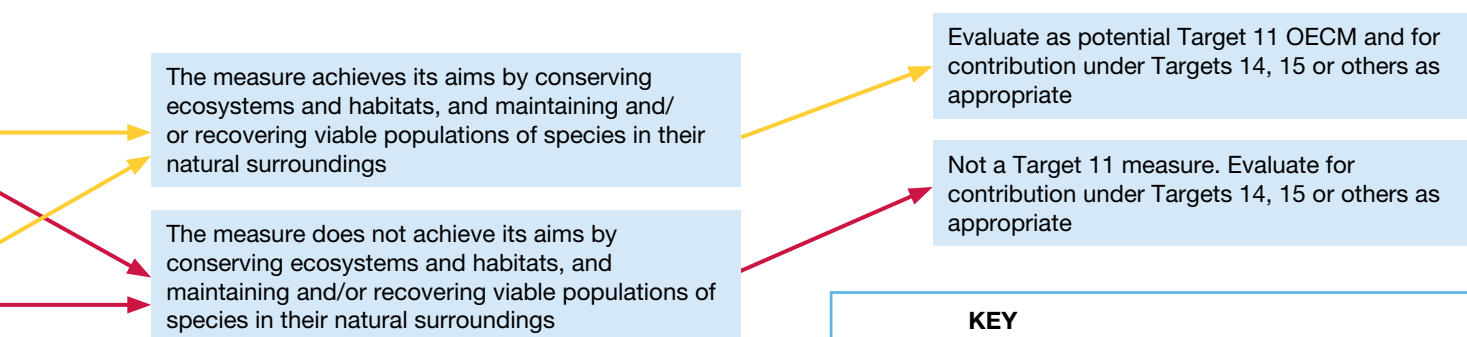 The measure achieves its aims by conserving
ecosystems and habitats, and maintaining and/
or recovering viable populations of species in their
natural surroundings
The measure does not achieve its aims by
conserving ecosystems and habitats, and
maintaining and/or recovering viable populations of
species in their natural surroundings
Evaluate as potential Target 11 OECM and for
contribution under Targets 14, 15 or others as
appropriate
Not a Target 11 measure. Evaluate for
contribution under Targets 14, 15 or others as
appropriate
KEY